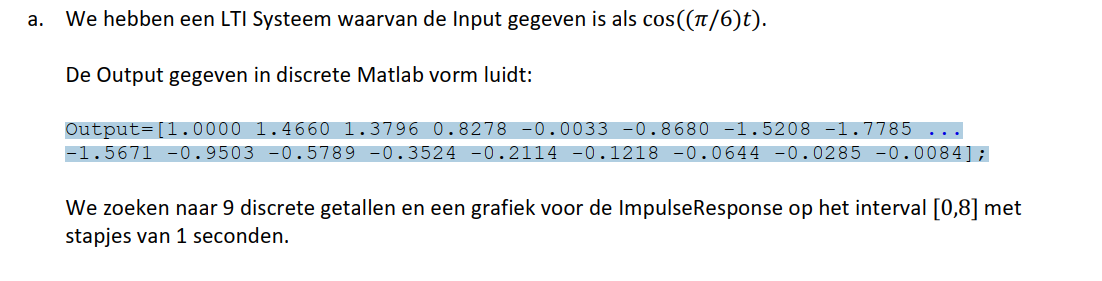 a. We hebben een LTI Systeem waarvan de Input gegeven is als cos((π/6)t).
De Output gegeven in discrete Matlab vorm luidt:
Output=[1.0000 1.4660 1.3796 0.8278 -0.0033 -0.8680 -1.5208 -1.7785 ...
-1.5671 -0.9503 -0.5789 -0.3524 -0.2114 -0.1218 -0.0644 -0.0285 -0.0084];
We zoeken naar 9 discrete getallen en een grafiek voor de ImpulseResponse op het interval [0,8] met
stapjes van 1 seconden.